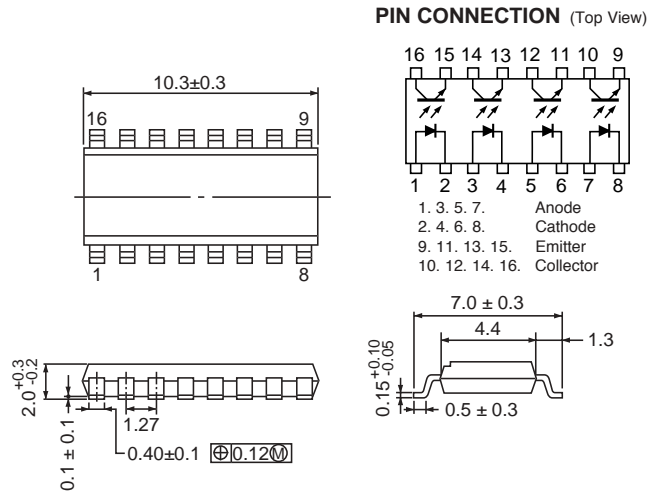 PIN CONNECTION (Top View)
16 15 14 13 12 11 10 9
1 2 3 4 5 6 7 8
1. 3. 5. 7. Anode
2. 4. 6. 8. Cathode
9. 11. 13. 15. Emitter
10. 12. 14. 16. Collector
10.3±0.3
16 9
1 8
7.0 ± 0.3
4.4
1.3
0.15 +0.10 -0.05
0.5 ± 0.3
2.0 +0.3 -0.2
0.1 ± 0.1
1.27
0.40±0.1 ⌖ 0.12 Ⓜ